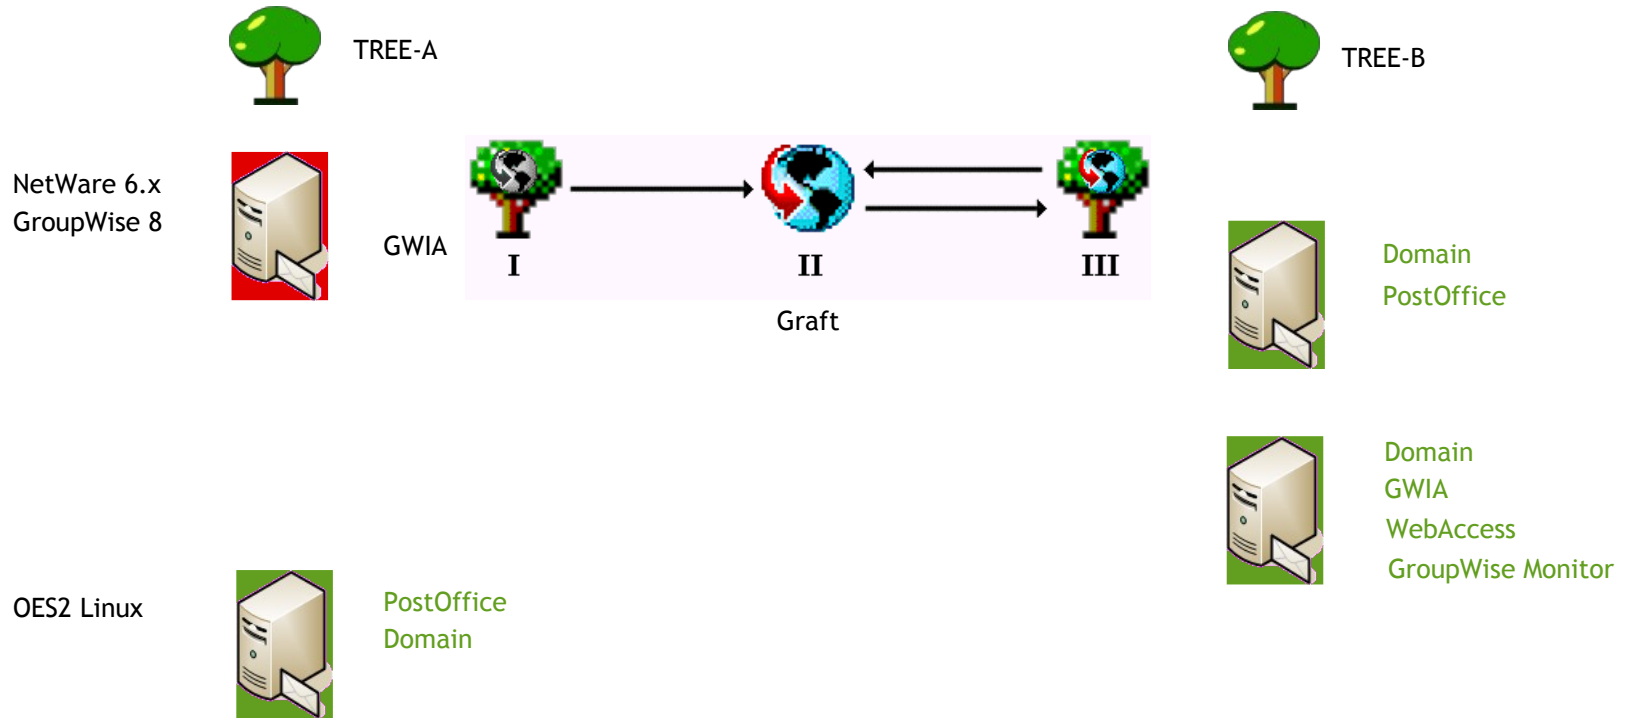 TREE-A
TREE-B
NetWare 6.x
GroupWise 8
GWIA
I
II
III
Graft
Domain
PostOffice
Domain
GWIA
WebAccess
GroupWise Monitor
OES2 Linux
PostOffice
Domain